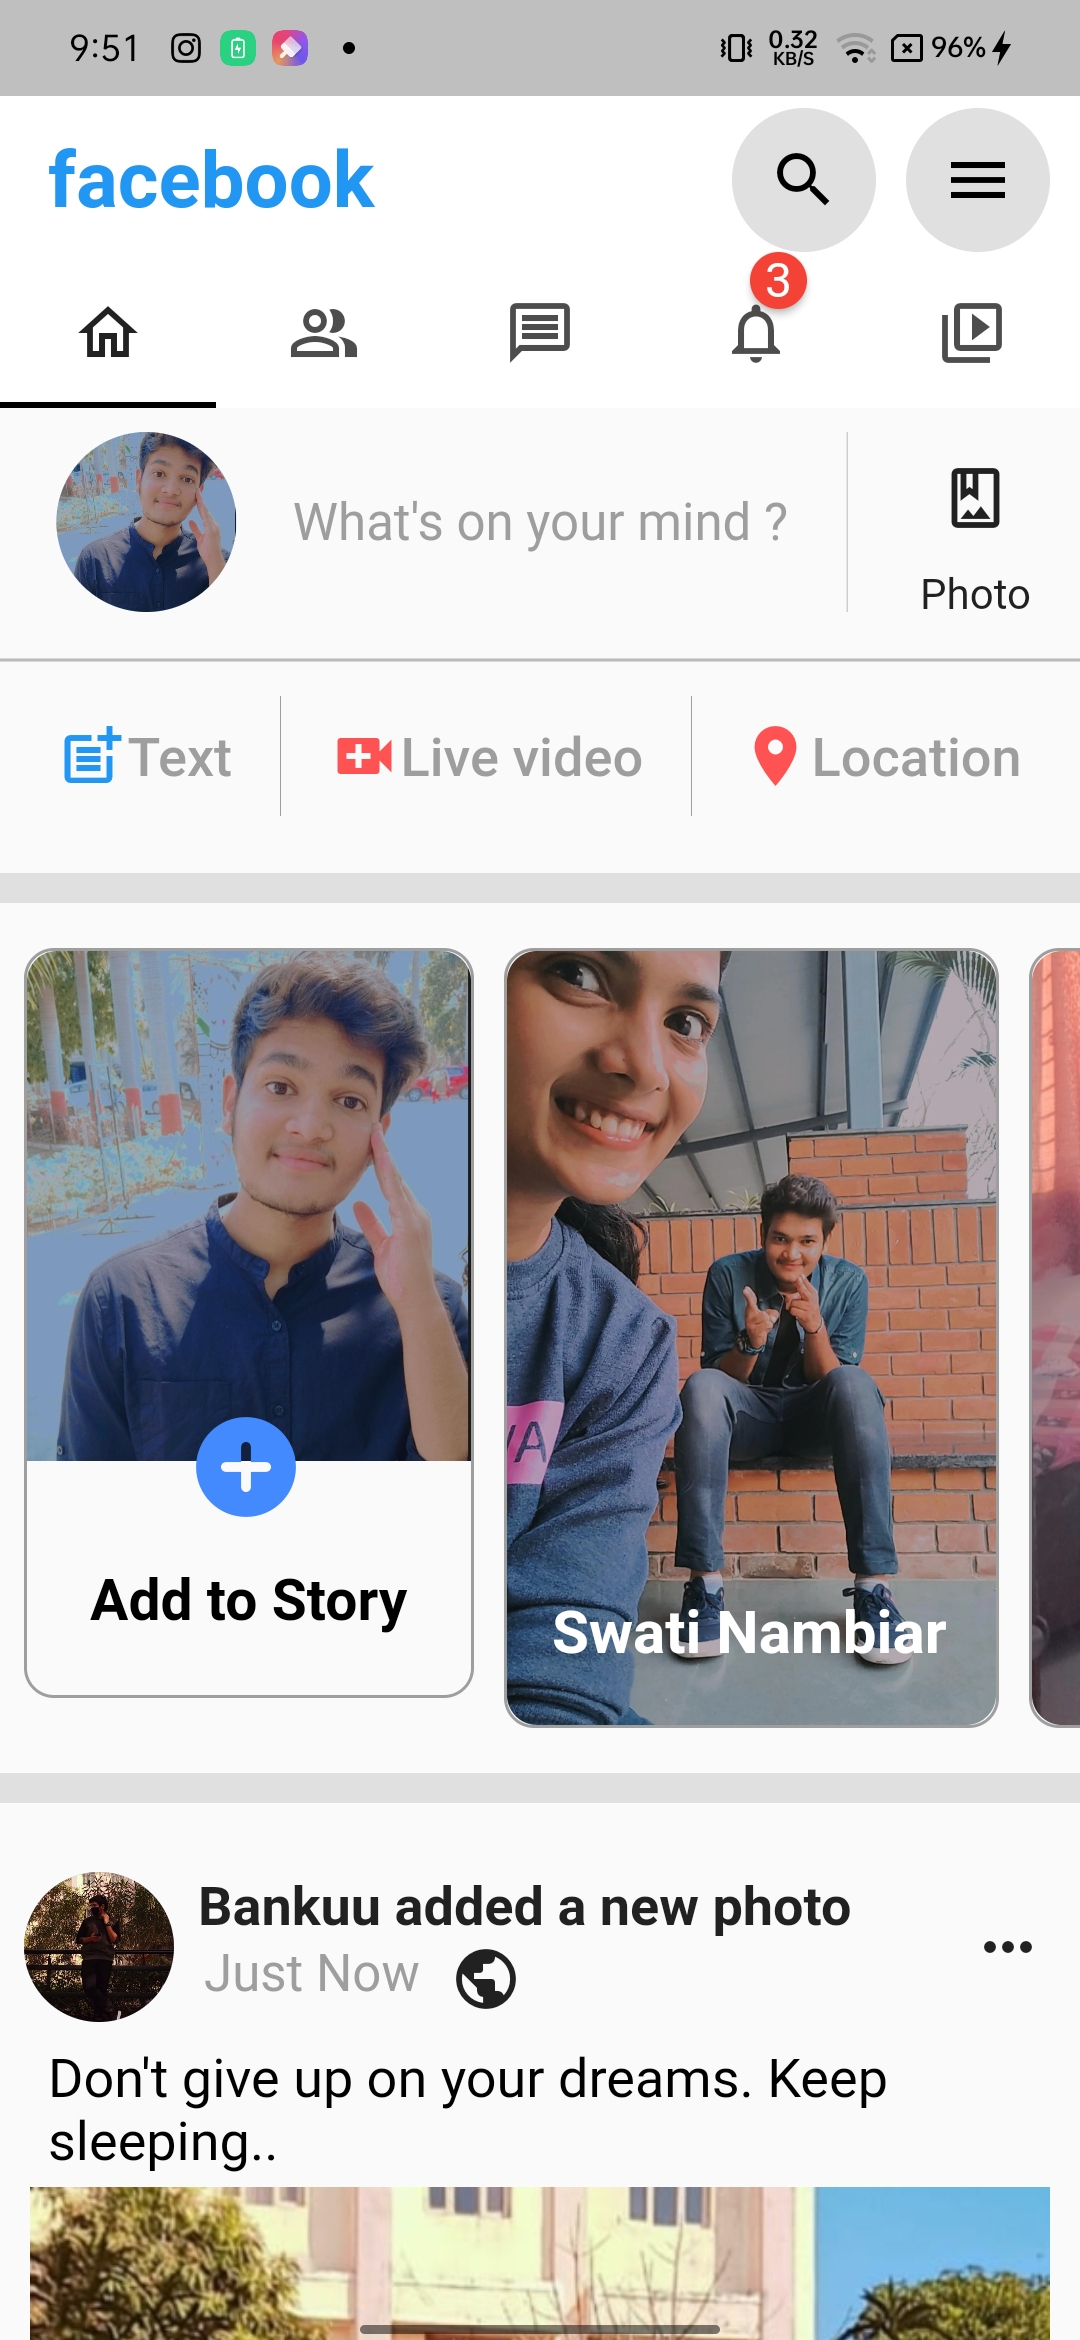 9:51
0.32
KB/S
96%
facebook
3
What's on your mind ?
Photo
Text
Live video
Location
VA
Add to Story
Swati Nambiar
Bankuu added a new photo
Just Now
Don't give up on your dreams. Keep
sleeping..